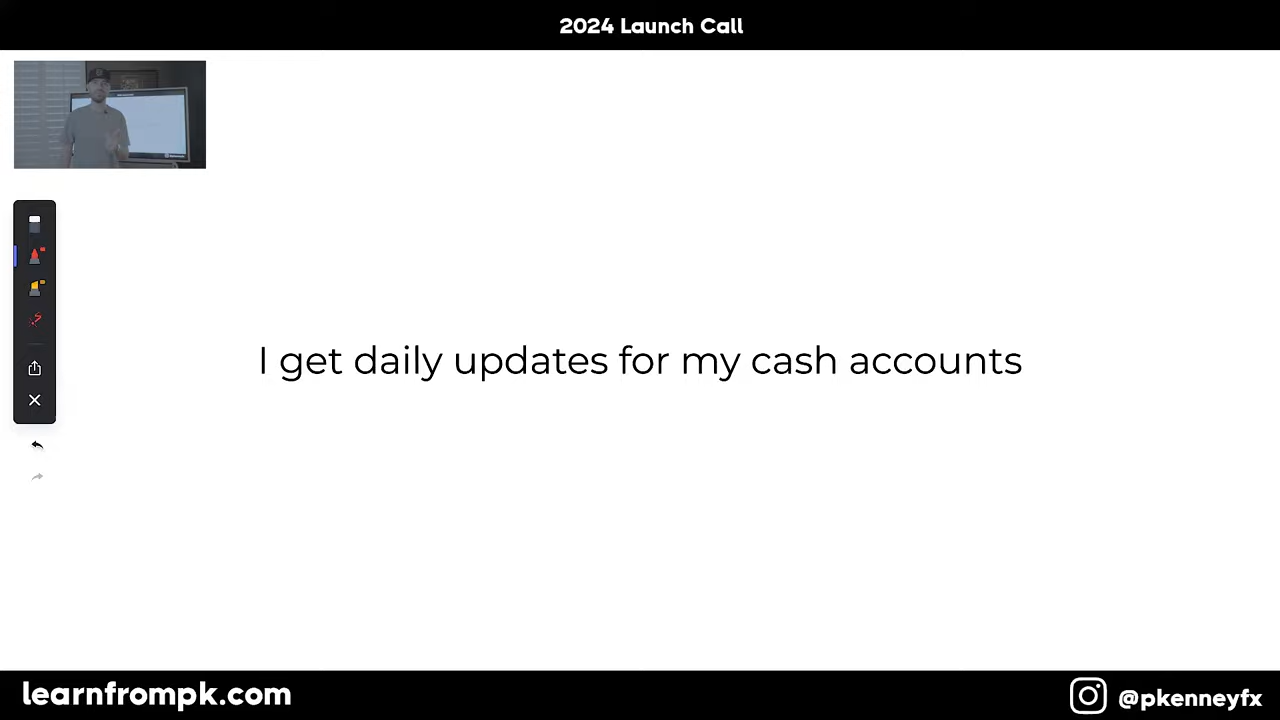 2024 Launch Call
I get daily updates for my cash accounts
learnfrompk.com
@pkenneyfx